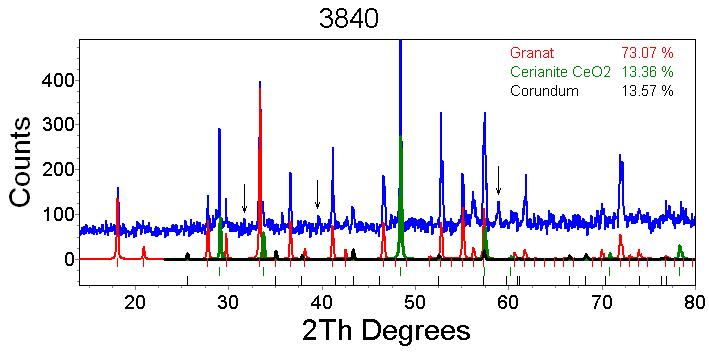 3840
Granat 73.07 %
Cerianite CeO2 13.36 %
Corundum 13.57 %
Counts
400
300
200
100
0
20 30 40 50 60 70 80
2Th Degrees